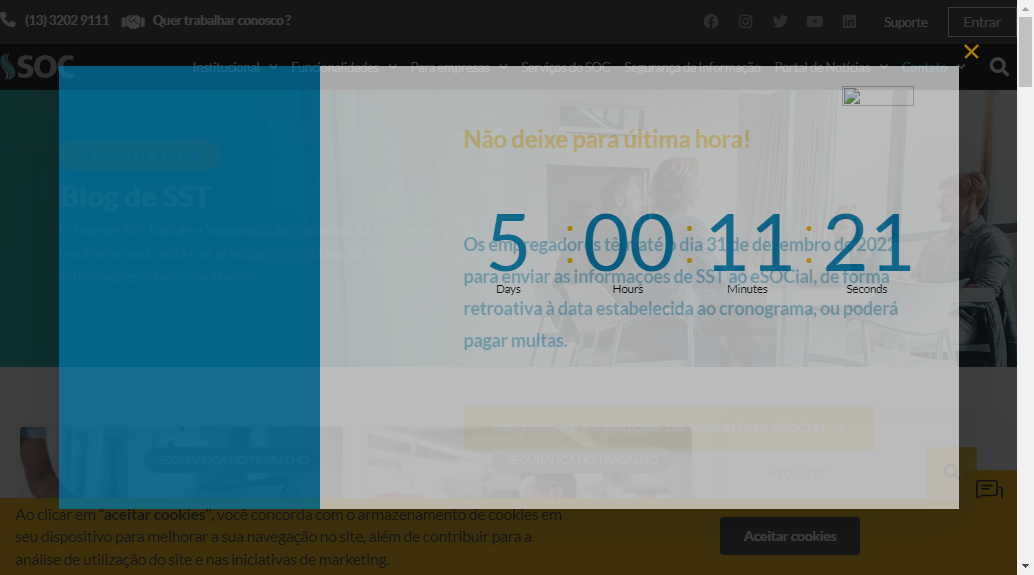 (13) 3202 9111 Quer trabalhar conosco?
Suporte Entrar
SOC Institucional Funcionalidades Para empresas Serviços do SOC Segurança da Informação Portal de Notícias Contato
Não deixe para última hora!
SEJA BEM-VINDO
Blog de SST
5 : 00 : 11 : 21
Days Hours Minutes Seconds
Os empregadores têm até o dia 31 de dezembro de 2022
para enviar as informações de SST ao eSOCial, de forma
retroativa à data estabelecida ao cronograma, ou poderá
pagar multas.
Procurar
SEGURANÇA NO TRABALHO
SEGURANÇA NO TRABALHO
Ao clicar em "aceitar cookies", você concorda com o armazenamento de cookies em
seu dispositivo para melhorar a sua navegação no site, além de contribuir para a
análise de utilização do site e nas iniciativas de marketing.
Aceitar cookies